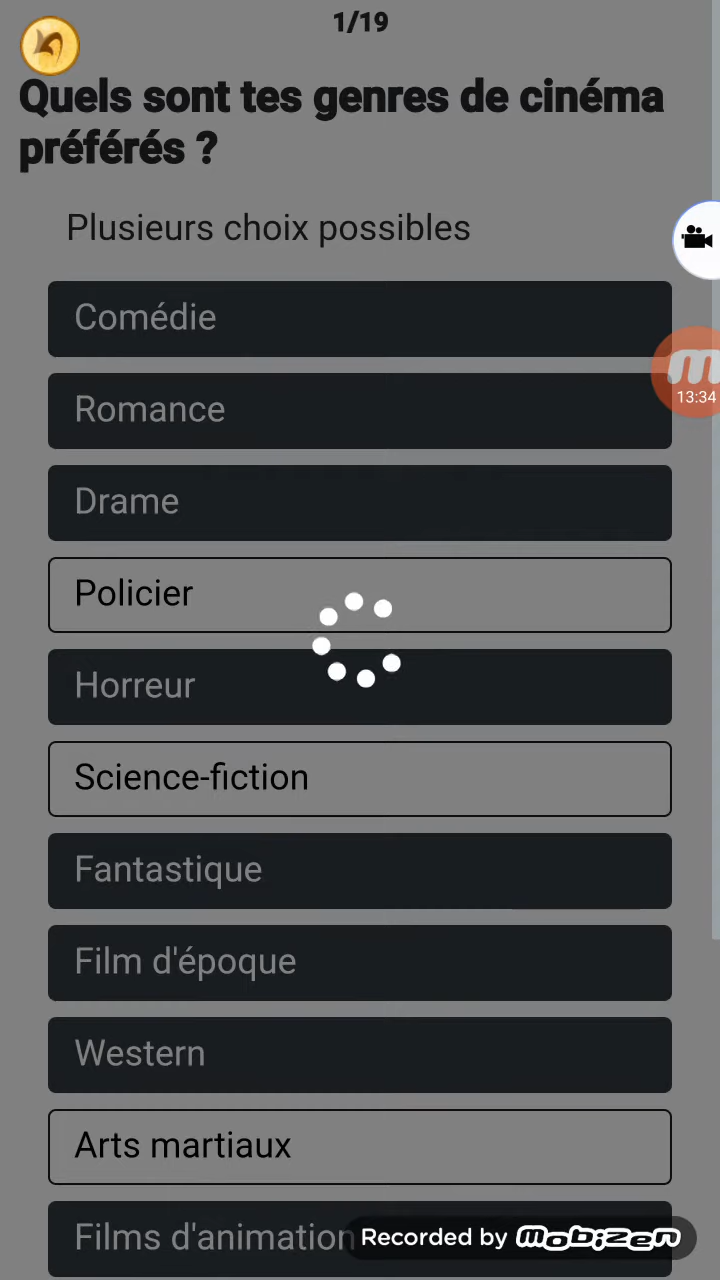 1/19
Quels sont tes genres de cinéma
préférés ?
Plusieurs choix possibles
Comédie
Romance
m
13:34
Drame
Policier
Horreur
Science-fiction
Fantastique
Film d'époque
Western
Arts martiaux
Films d'animation
Recorded by mobizen